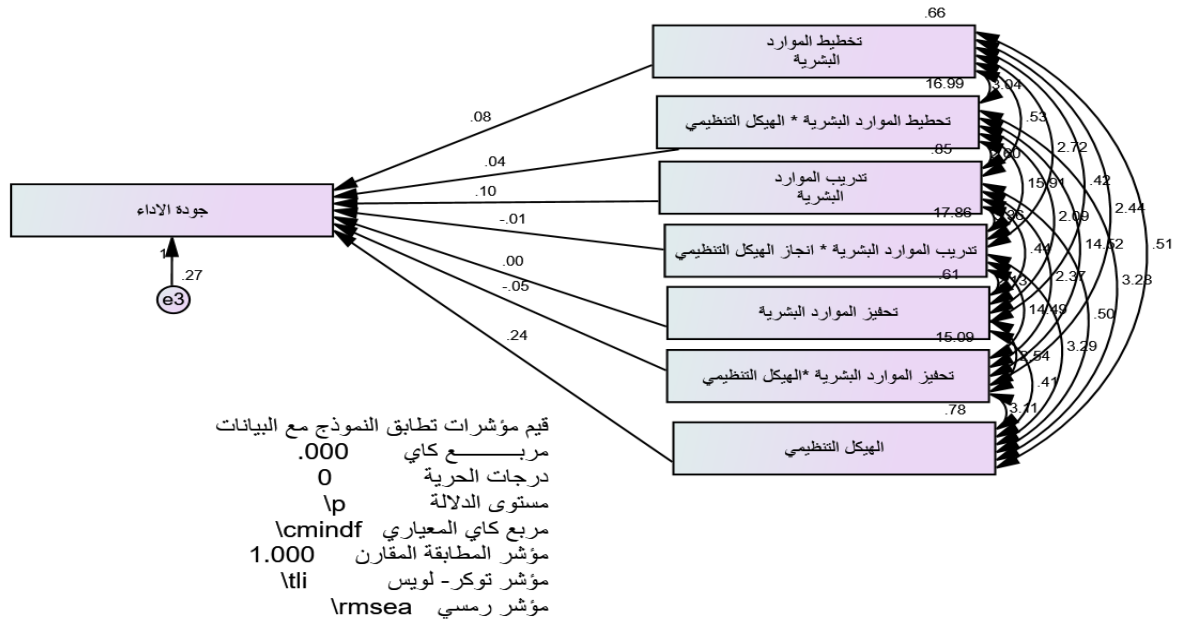 .66
تخطيط الموارد
البشرية
16.99
3.04
.08
تحطيط الموارد البشرية * الهيكل التنظيمي
.53
.04
.85
2.72
تدريب الموارد
البشرية
.10
15.91
.42
جودة الاداء
17.86
2.09
2.44
-.01
تدريب الموارد البشرية * انجاز الهيكل التنظيمي
.44
14.52
.51
1
.27
.00
.61
2.37
3.23
e3
-.05
تحفيز الموارد البشرية
14.49
.50
.24
15.09
3.29
2.54
تحفيز الموارد البشرية *الهيكل التنظيمي
.41
.78
3.11
الهيكل التنظيمي
قيم مؤشرات تطابق النموذج مع البيانات
مربـــــــع كاي .000
درجات الحرية 0
مستوى الدلالة \p
مربع كاي المعياري \cmindf
مؤشر المطابقة المقارن 1.000
مؤشر توكر- لويس \tli
مؤشر رمسي \rmsea